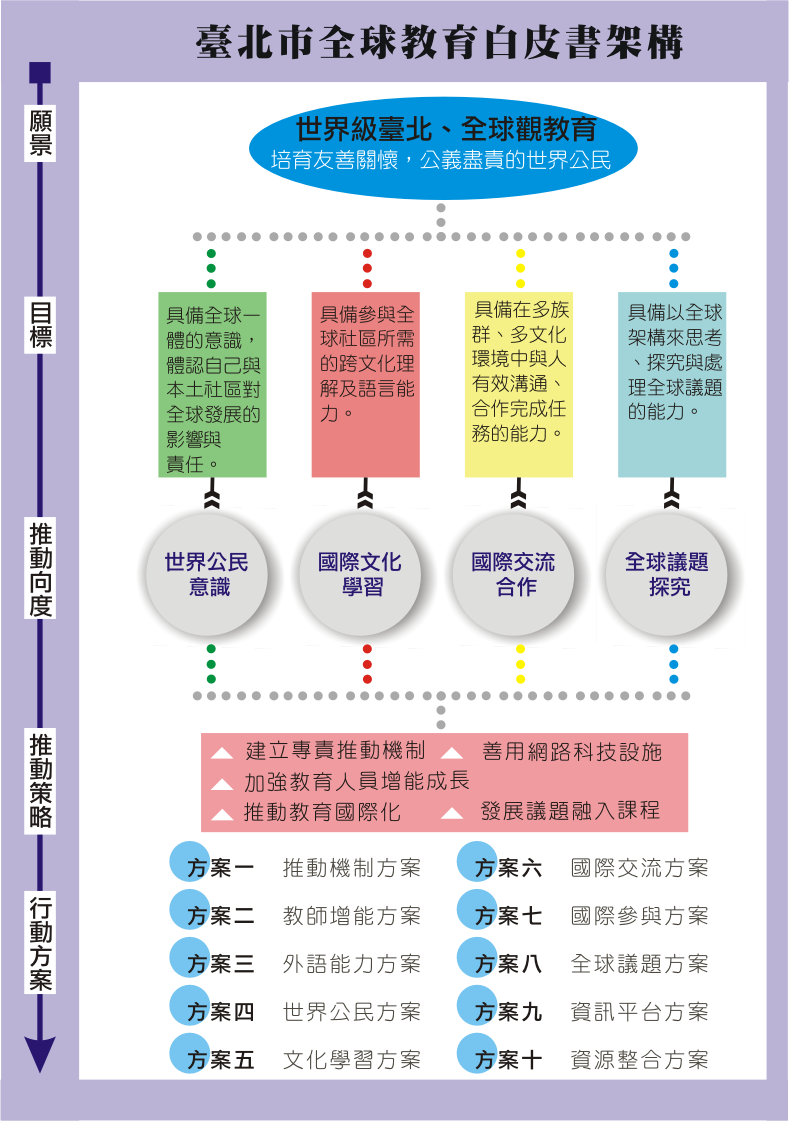 臺北市全球教育白皮書架構
願景
世界級臺北、全球觀教育
培育友善關懷，公義盡責的世界公民
目標
具備全球一
體的意識，
體認自己與
本土社區對
全球發展的
影響與
責任。
具備參與全
球社區所需
的跨文化理
解及語言能
力。
具備在多族
群、多文化
環境中與人
有效溝通、
合作完成任
務的能力。
具備以全球
架構來思考
、探究與處
理全球議題
的能力。
推動向度
世界公民
意識
國際文化
學習
國際交流
合作
全球議題
探究
推動策略
建立專責推動機制
善用網路科技設施
加強教育人員增能成長
推動教育國際化
發展議題融入課程
行動方案
方案一 推動機制方案
方案二 教師增能方案
方案三 外語能力方案
方案四 世界公民方案
方案五 文化學習方案
方案六 國際交流方案
方案七 國際參與方案
方案八 全球議題方案
方案九 資訊平台方案
方案十 資源整合方案